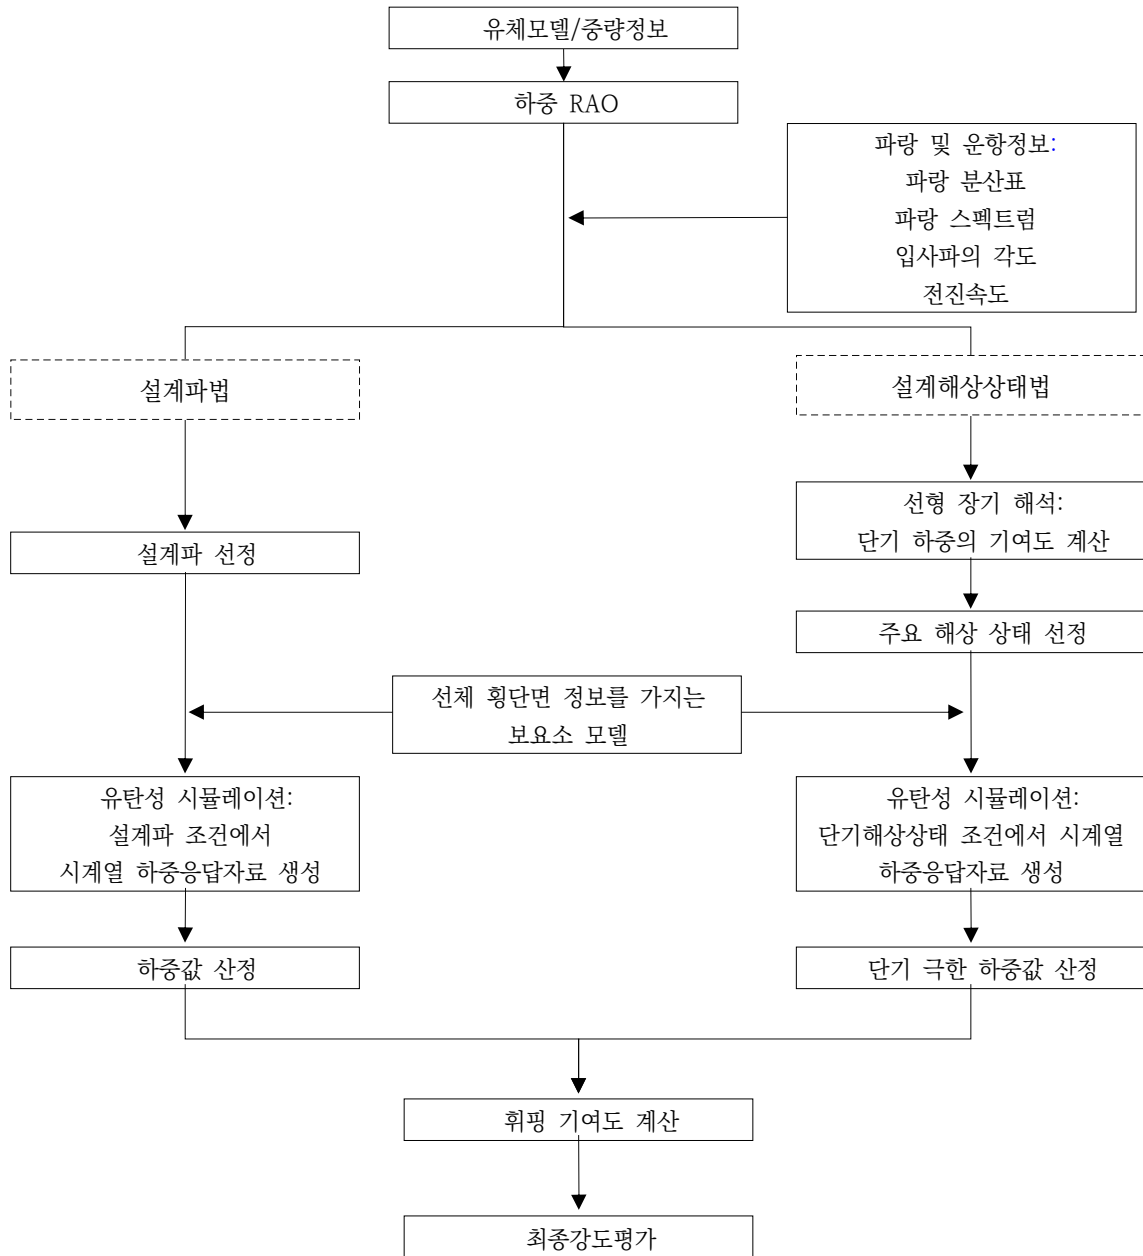 유체모델/중량정보
하중 RAO
파랑 및 운항정보:
파랑 분산표
파랑 스펙트럼
입사파의 각도
전진속도
설계파법
설계해상상태법
선형 장기 해석:
단기 하중의 기여도 계산
설계파 선정
주요 해상 상태 선정
선체 횡단면 정보를 가지는
보요소 모델
유탄성 시뮬레이션:
설계파 조건에서
시계열 하중응답자료 생성
유탄성 시뮬레이션:
단기해상상태 조건에서 시계열
하중응답자료 생성
하중값 산정
단기 극한 하중값 산정
휘핑 기여도 계산
최종강도평가